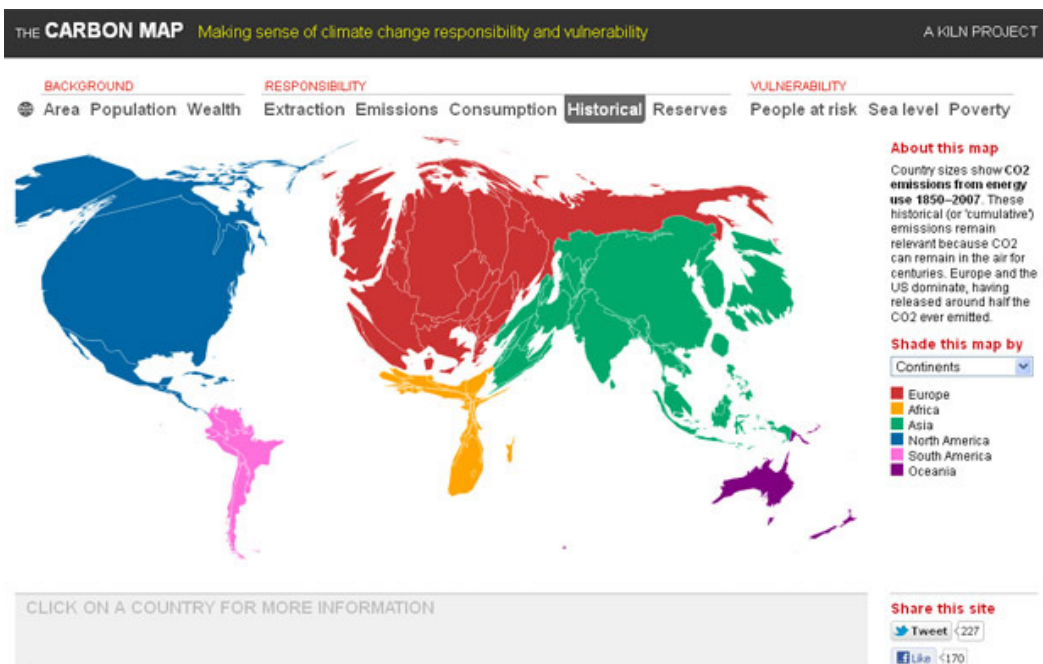 THE CARBON MAP Making sense of climate change responsibility and vulnerability A KILN PROJECT
BACKGROUND RESPONSIBILITY VULNERABILITY
Area Population Wealth Extraction Emissions Consumption Historical Reserves People at risk Sea level Poverty
About this map
Country sizes show CO2
emissions from energy
use 1850–2007. These
historical (or 'cumulative')
emissions remain
relevant because CO2
can remain in the air for
centuries. Europe and the
US dominate, having
released around half the
CO2 ever emitted.
Shade this map by
Continents
Europe
Africa
Asia
North America
South America
Oceania
CLICK ON A COUNTRY FOR MORE INFORMATION
Share this site
Tweet 227
Like 170